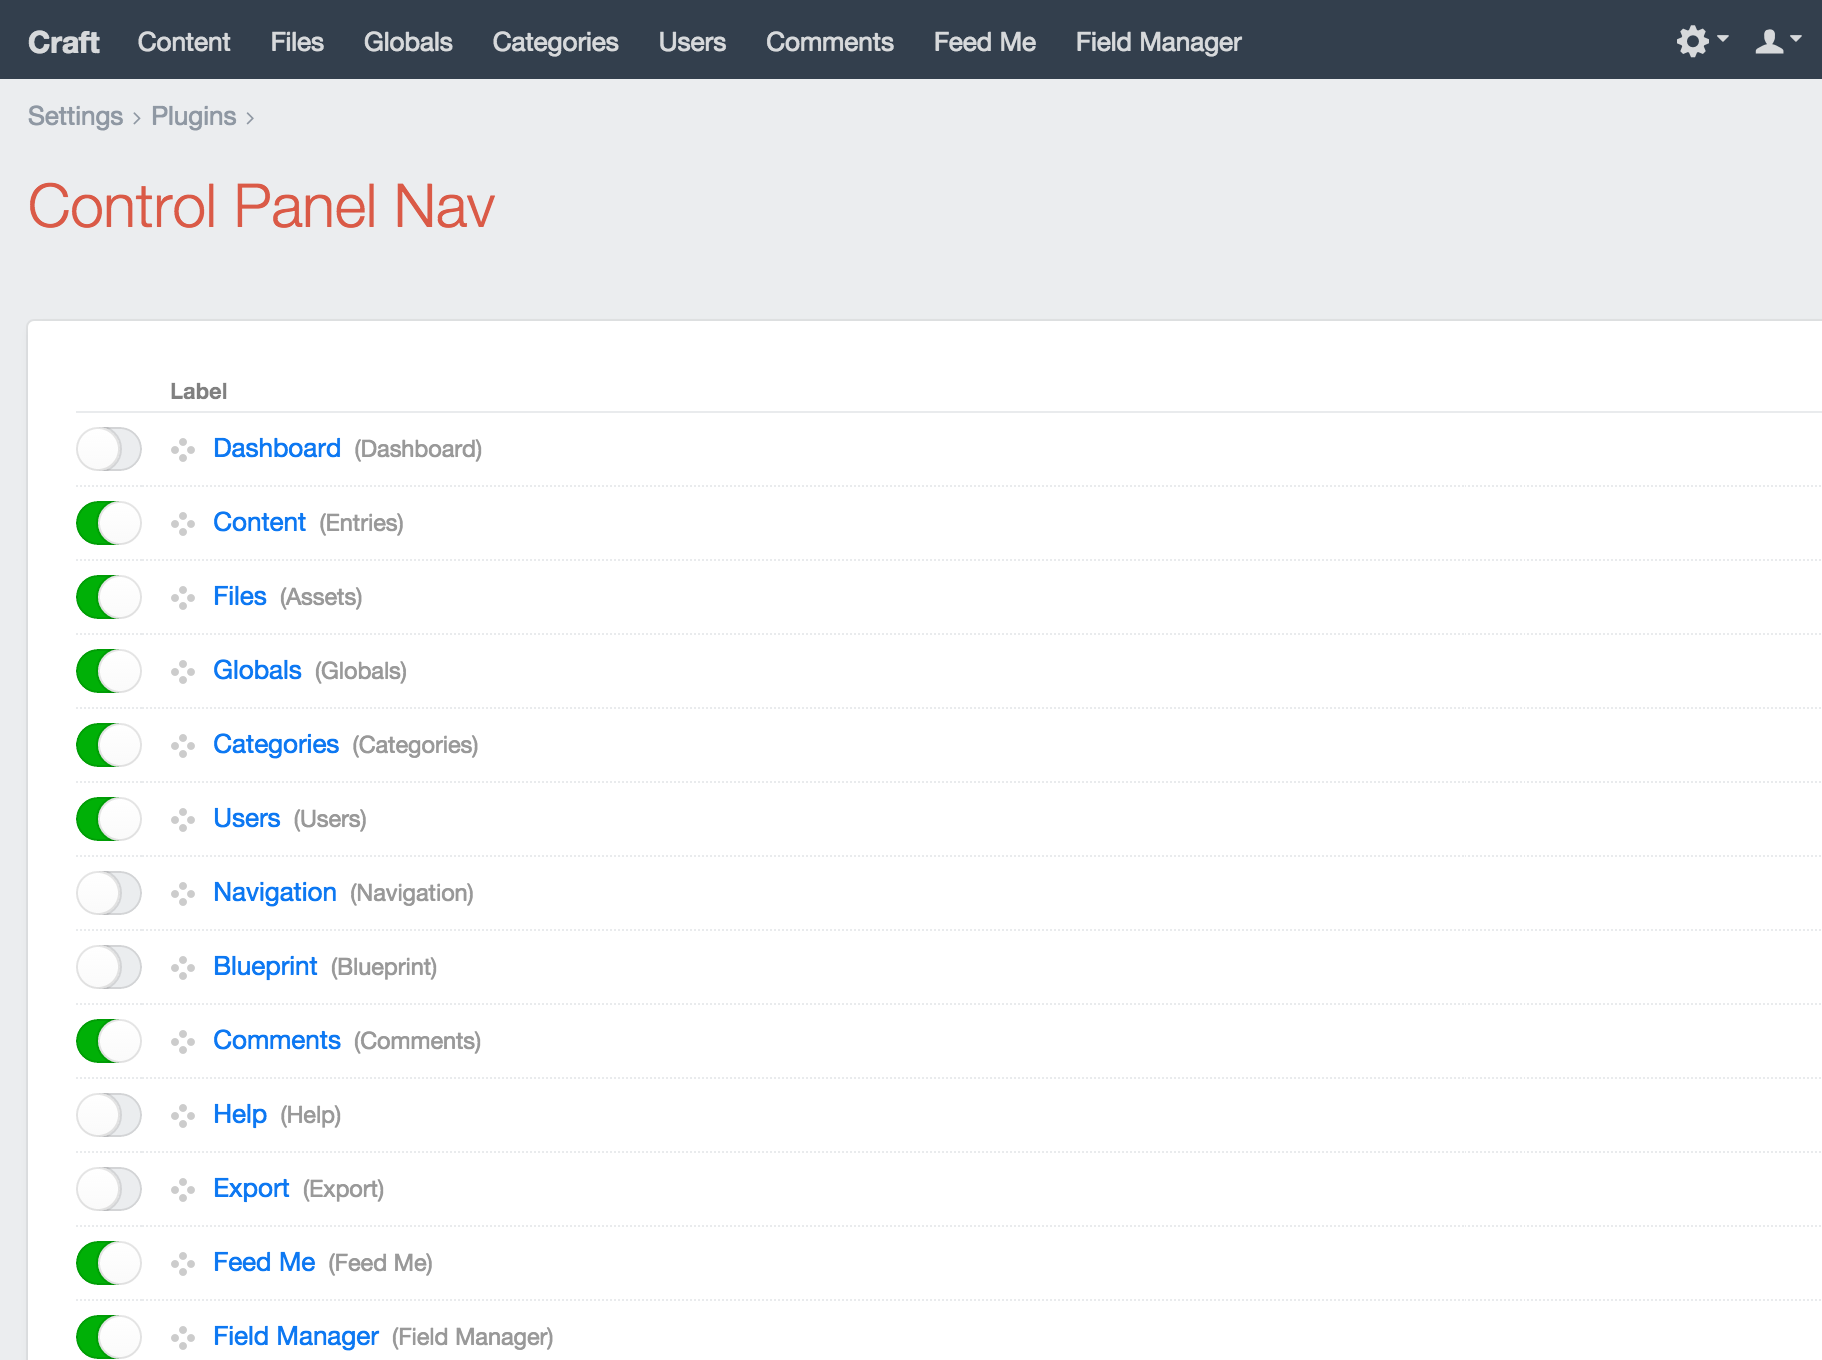 Craft Content Files Globals Categories Users Comments Feed Me Field Manager
Settings › Plugins ›
Control Panel Nav
Label
Dashboard (Dashboard)
Content (Entries)
Files (Assets)
Globals (Globals)
Categories (Categories)
Users (Users)
Navigation (Navigation)
Blueprint (Blueprint)
Comments (Comments)
Help (Help)
Export (Export)
Feed Me (Feed Me)
Field Manager (Field Manager)